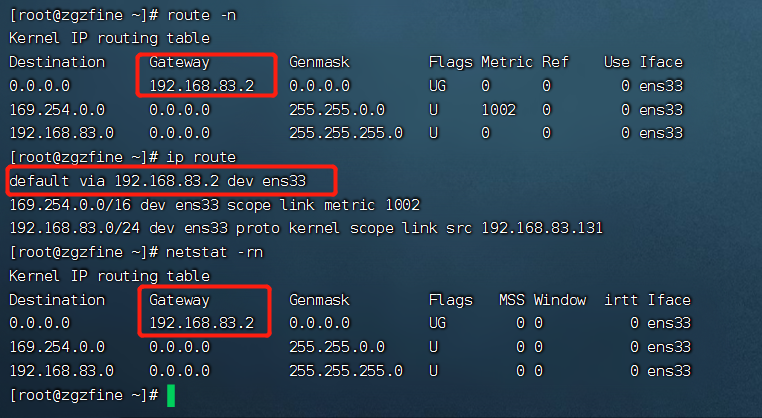 [root@zgzfine ~]# route -n
Kernel IP routing table
Destination     Gateway         Genmask         Flags Metric Ref    Use Iface
0.0.0.0         192.168.83.2    0.0.0.0         UG    0      0        0 ens33
169.254.0.0     0.0.0.0         255.255.0.0     U     1002   0        0 ens33
192.168.83.0    0.0.0.0         255.255.255.0   U     0      0        0 ens33
[root@zgzfine ~]# ip route
default via 192.168.83.2 dev ens33
169.254.0.0/16 dev ens33 scope link metric 1002
192.168.83.0/24 dev ens33 proto kernel scope link src 192.168.83.131
[root@zgzfine ~]# netstat -rn
Kernel IP routing table
Destination     Gateway         Genmask         Flags   MSS Window  irtt Iface
0.0.0.0         192.168.83.2    0.0.0.0         UG        0 0          0 ens33
169.254.0.0     0.0.0.0         255.255.0.0     U         0 0          0 ens33
192.168.83.0    0.0.0.0         255.255.255.0   U         0 0          0 ens33
[root@zgzfine ~]#